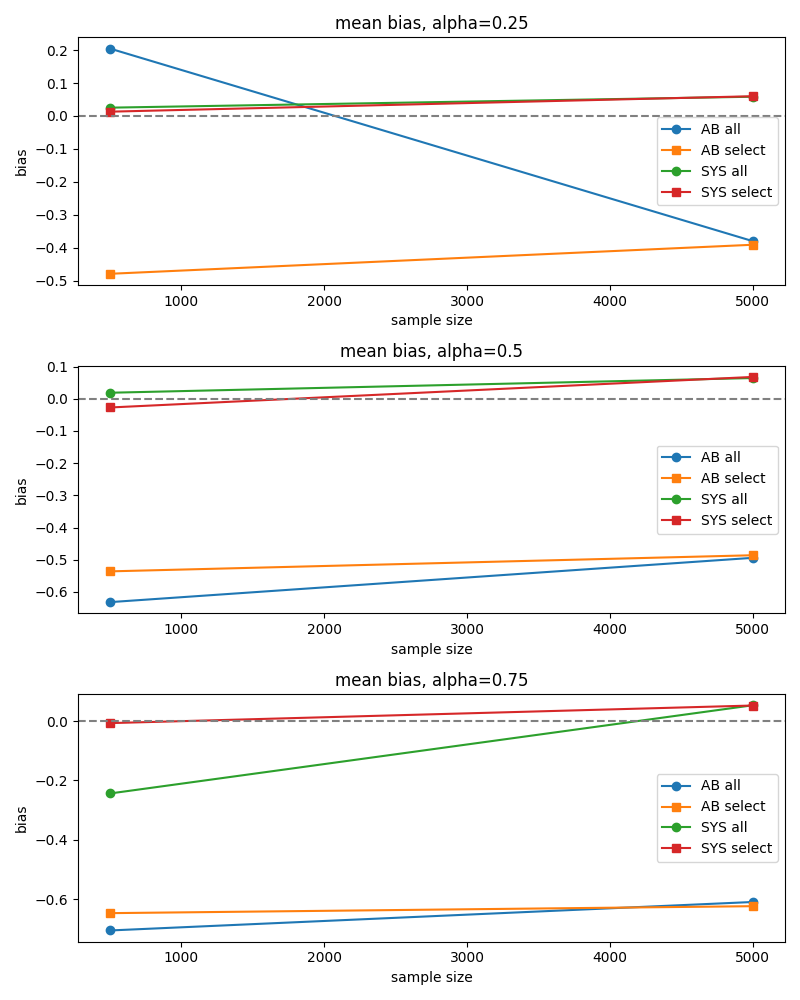 mean bias, alpha=0.25
0.2
0.1
0.0
−0.1
−0.2
−0.3
−0.4
−0.5
bias
AB all
AB select
SYS all
SYS select
1000 2000 3000 4000 5000
sample size
mean bias, alpha=0.5
0.1
0.0
−0.1
−0.2
−0.3
−0.4
−0.5
−0.6
bias
AB all
AB select
SYS all
SYS select
1000 2000 3000 4000 5000
sample size
mean bias, alpha=0.75
0.0
−0.2
−0.4
−0.6
bias
AB all
AB select
SYS all
SYS select
1000 2000 3000 4000 5000
sample size